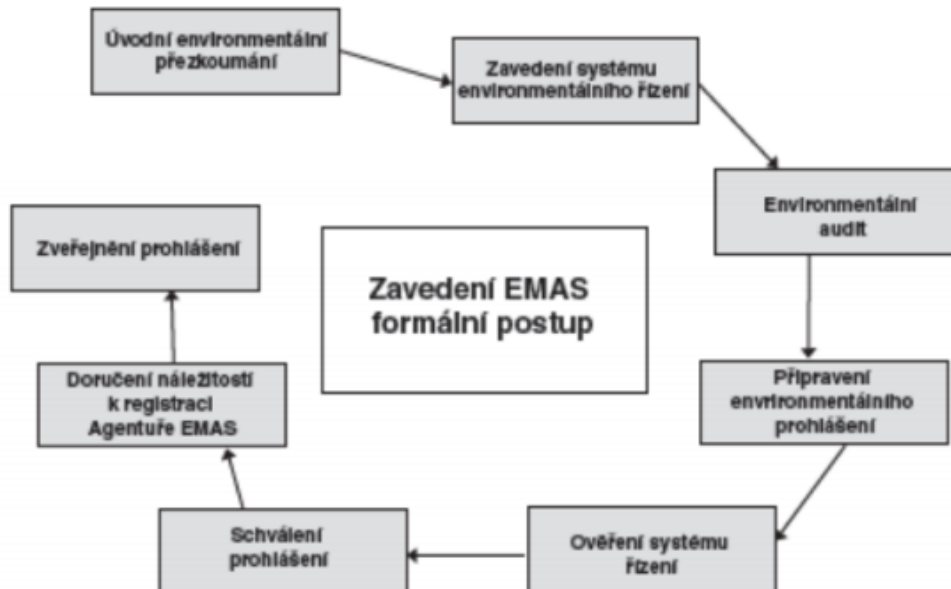 Úvodní environmentální
přezkoumání
Zavedení systému
environmentálního řízení
Environmentální
audit
Připravení
envrironmentálního
prohlášení
Ověření systému
řízení
Schválení
prohlášení
Doručení náležitostí
k registraci
Agentuře EMAS
Zveřejnění prohlášení
Zavedení EMAS
formální postup